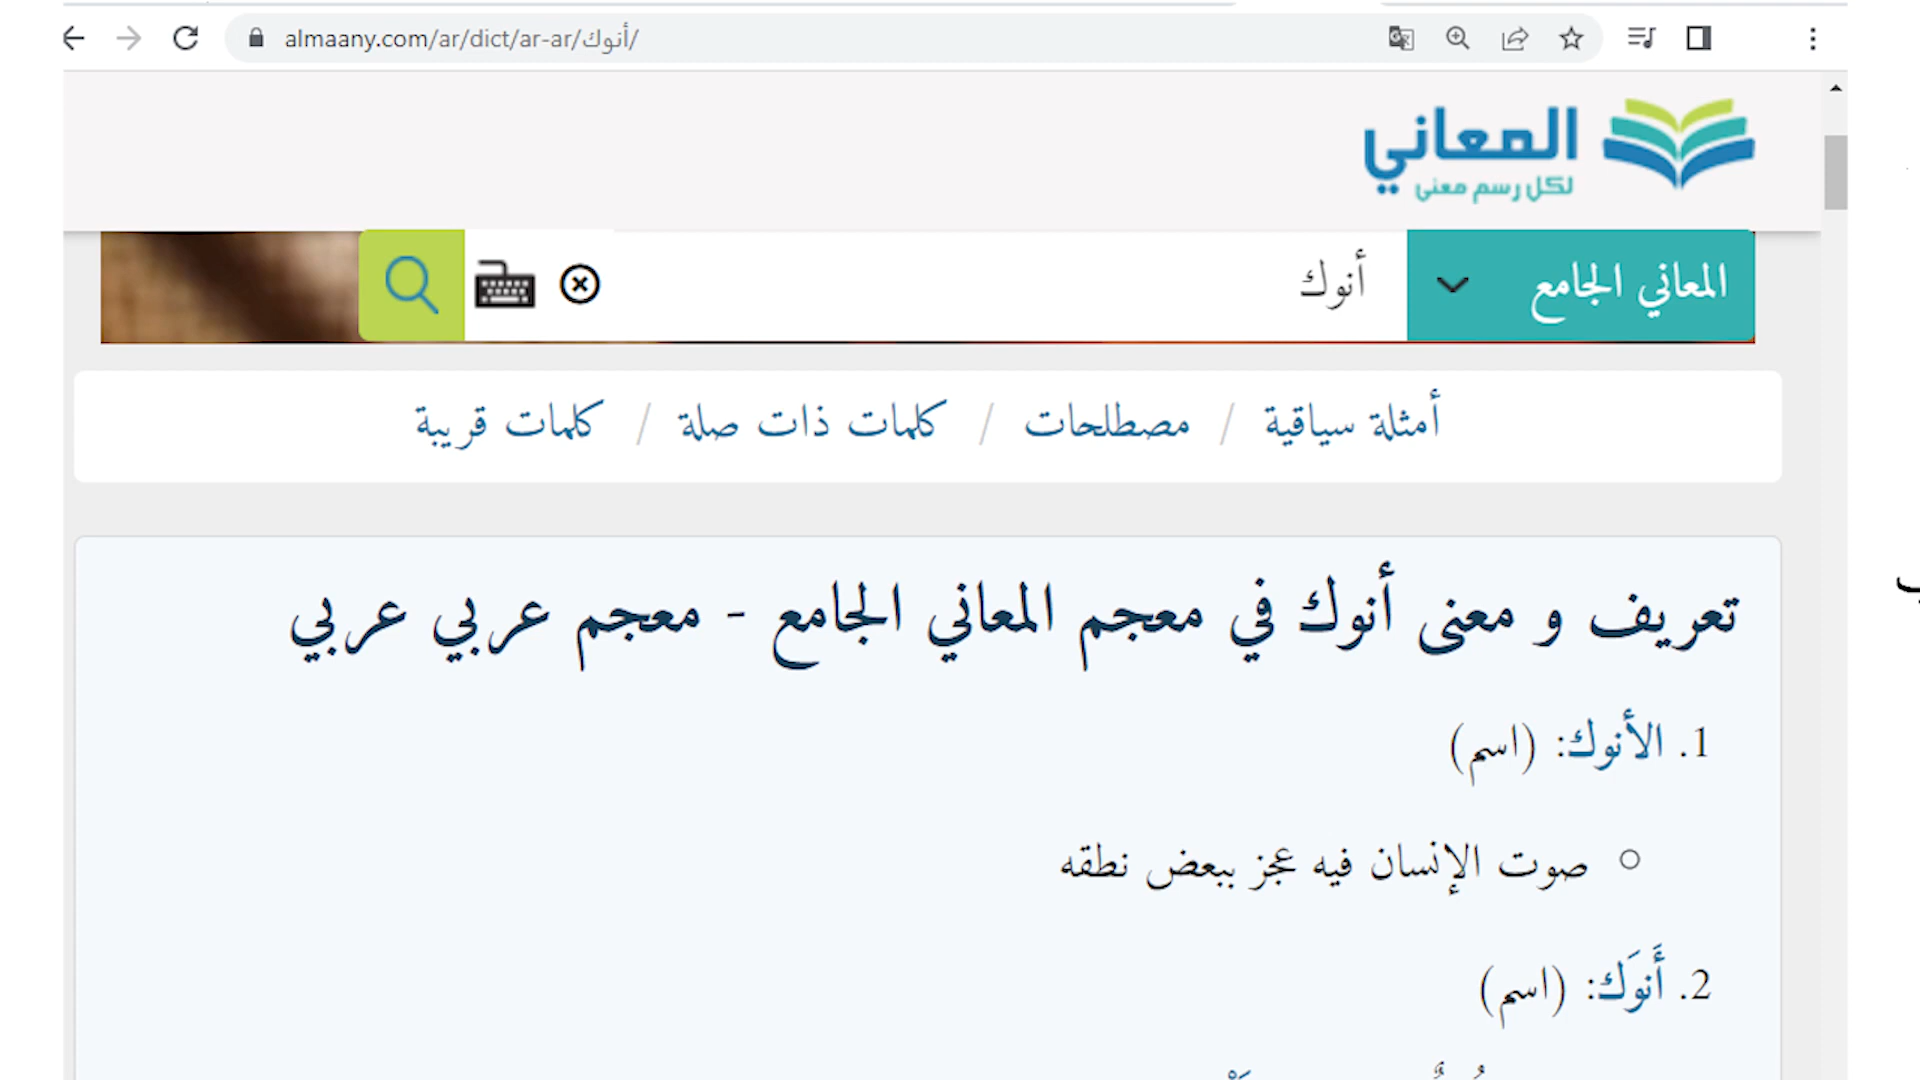 almaany.com/ar/dict/ar-ar/أنوك/
المعاني
لكل رسم معنى
المعاني الجامع
أنوك
أمثلة سياقية / مصطلحات / كلمات ذات صلة / كلمات قريبة
تعريف و معنى أنوك في معجم المعاني الجامع - معجم عربي عربي
1. الأنوك: (اسم)
صوت الإنسان فيه عجز ببعض نطقه
2. أَنوَك: (اسم)